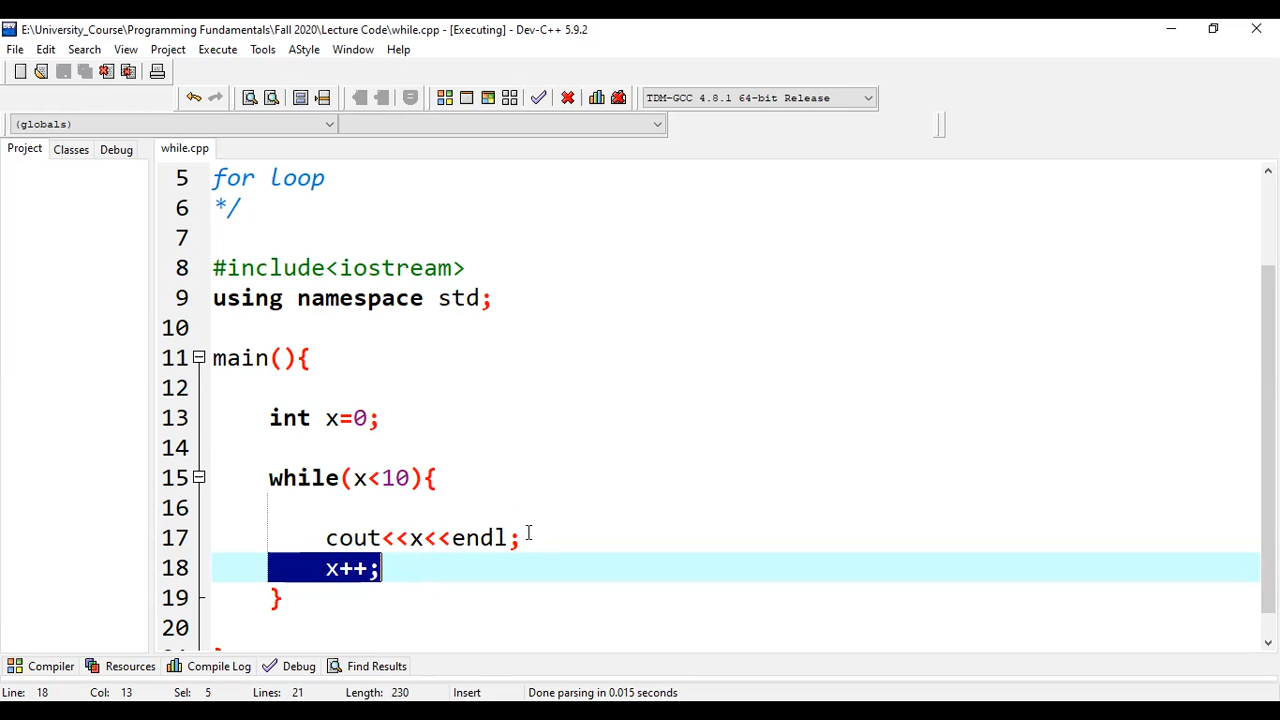 E:\University_Course\Programming Fundamentals\Fall 2020\Lecture Code\while.cpp - [Executing] - Dev-C++ 5.9.2
File Edit Search View Project Execute Tools AStyle Window Help
TDM-GCC 4.8.1 64-bit Release
(globals)
Project Classes Debug while.cpp
5 for loop
6 */
7
8 #include<iostream>
9 using namespace std;
10
11 main(){
12
13 int x=0;
14
15 while(x<10){
16
17 cout<<x<<endl;
18 x++;
19 }
20
Compiler Resources Compile Log Debug Find Results
Line: 18 Col: 13 Sel: 5 Lines: 21 Length: 230 Insert Done parsing in 0.015 seconds